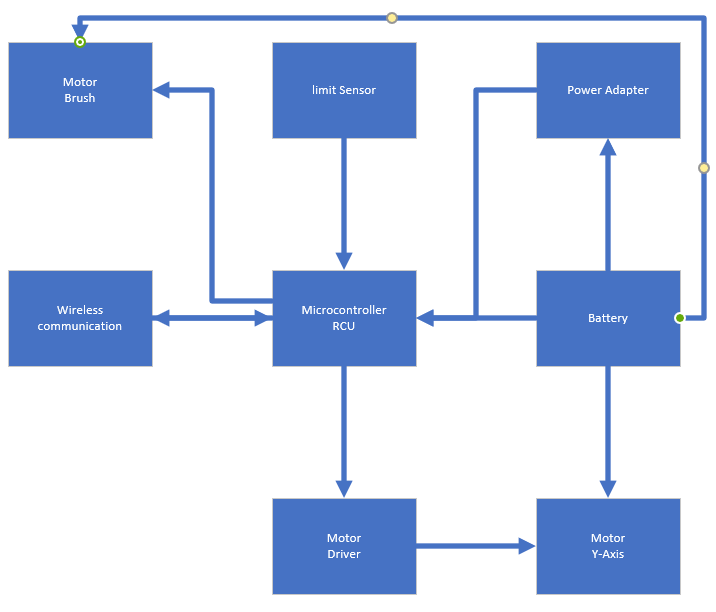 Motor
Brush
limit Sensor
Power Adapter
Wireless
communication
Microcontroller
RCU
Battery
Motor
Driver
Motor
Y-Axis